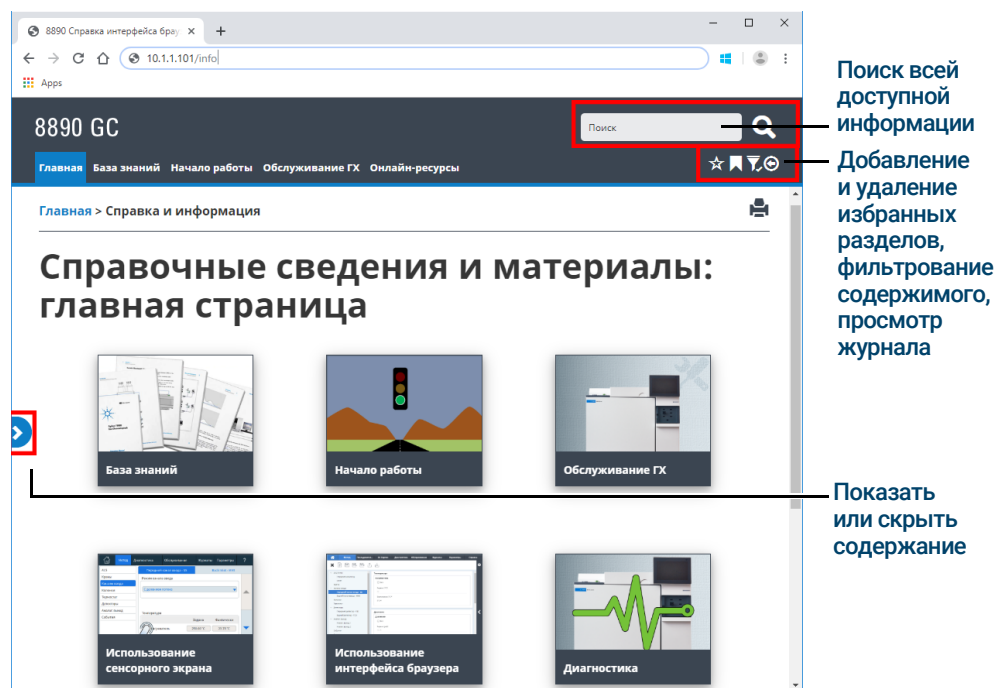 8890 Справка интерфейса брау
10.1.1.101/info
Apps
8890 GC
Поиск
Главная База знаний Начало работы Обслуживание ГХ Онлайн-ресурсы
Главная > Справка и информация
Справочные сведения и материалы:
главная страница
База знаний
Начало работы
Обслуживание ГХ
Использование
сенсорного экрана
Использование
интерфейса браузера
Диагностика
Поиск всей
доступной
информации
Добавление
и удаление
избранных
разделов,
фильтрование
содержимого,
просмотр
журнала
Показать
или скрыть
содержание